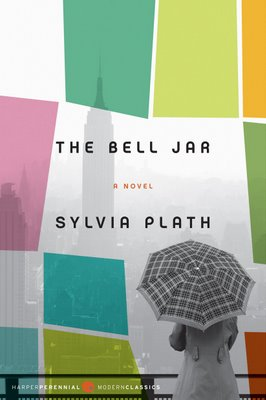 THE BELL JAR
A NOVEL
SYLVIA PLATH
HARPERPERENNIAL MODERNCLASSICS